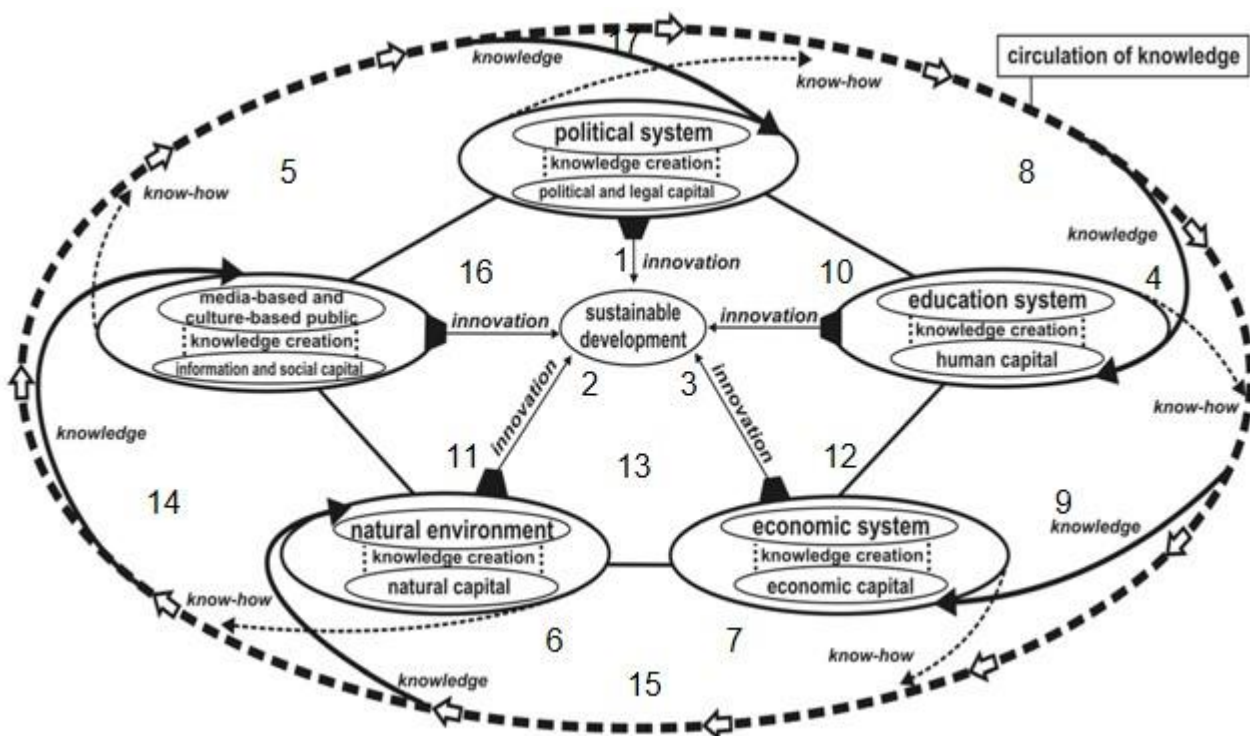 knowledge
17
circulation of knowledge
know-how
political system
knowledge creation
political and legal capital
5
8
know-how
knowledge
16
1
innovation
10
4
media-based and
culture-based public
knowledge creation
information and social capital
innovation
sustainable
development
innovation
education system
knowledge creation
human capital
2
3
know-how
knowledge
innovation
innovation
11
13
12
14
9
knowledge
natural environment
knowledge creation
natural capital
economic system
knowledge creation
economic capital
know-how
6
7
know-how
knowledge
15